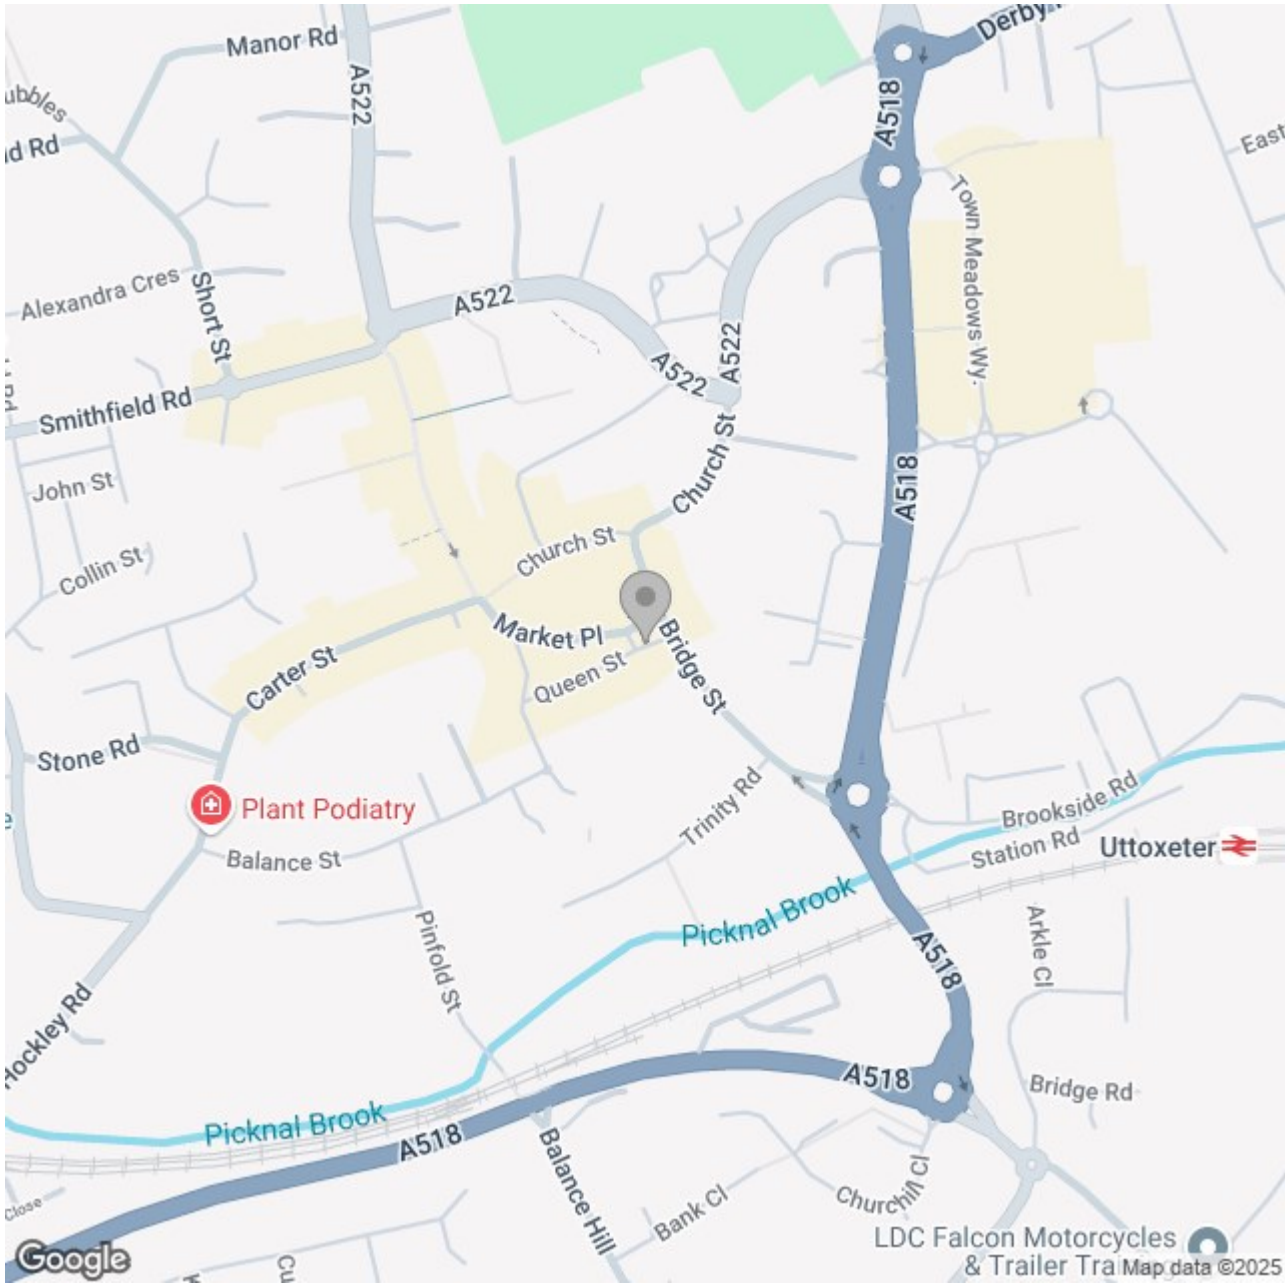 Manor Rd
Derby
A522
A518
ubbles
d Rd
East
Town Meadows Wy.
Alexandra Cres
Short St
A522
A522
A522
Smithfield Rd
Rd
Church St
John St
A518
Church St
Collin St
Market Pl
Bridge St
Carter St
Queen St
Stone Rd
Trinity Rd
Brookside Rd
Plant Podiatry
Station Rd
Uttoxeter
e
Balance St
Picknal Brook
Pinfold St
A518
Arkle Cl
Hockley Rd
A518
Bridge Rd
Picknal Brook
A518
Balance Hill
Churchill Cl
Bank Cl
Close
LDC Falcon Motorcycles
& Trailer Trai
Google
K
Cu
Map data ©2025